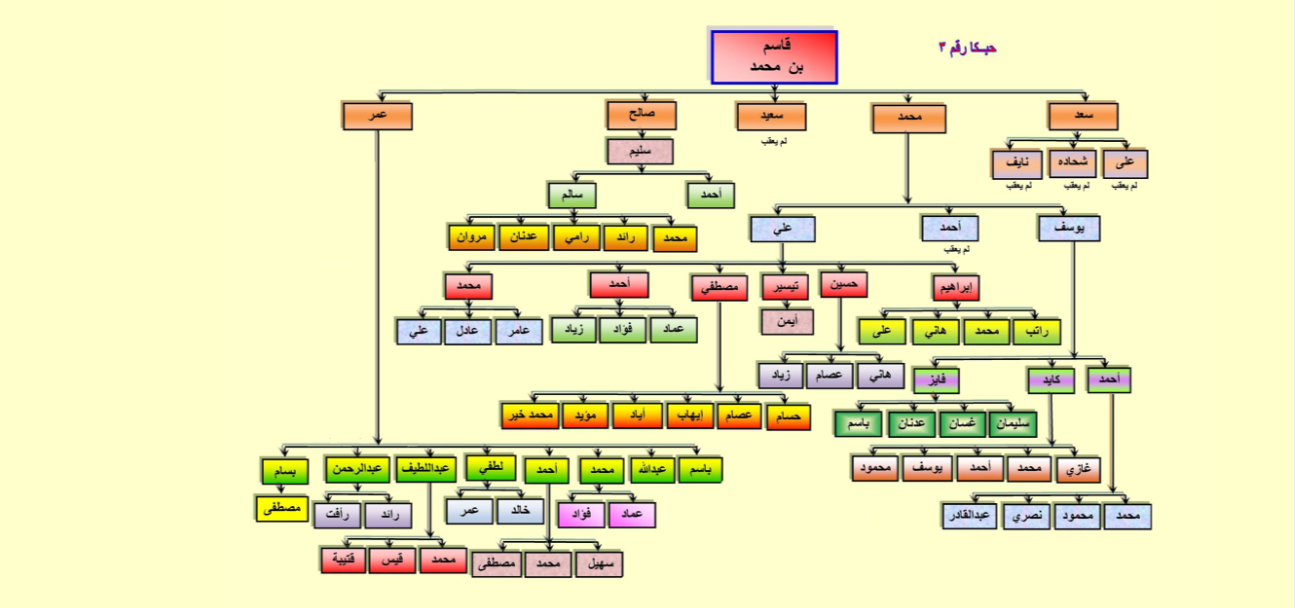 حبكا رقم ٣
قاسم
بن محمد
سعد
محمد
سعيد
صالح
عمر
لم يعقب
سليم
على
شحاده
نايف
لم يعقب
لم يعقب
لم يعقب
أحمد
سالم
يوسف
أحمد
علي
لم يعقب
محمد
رائد
رامي
عدنان
مروان
إبراهيم
حسين
تيسير
مصطفي
أحمد
محمد
راتب
محمد
هاني
على
أيمن
عماد
فؤاد
زياد
عامر
عادل
علي
أحمد
كايد
فايز
هاني
عصام
زياد
سليمان
غسان
عدنان
باسم
حسام
عصام
إيهاب
أياد
مؤيد
محمد خير
غازي
محمد
أحمد
يوسف
محمود
باسم
عبدالله
محمد
أحمد
لطفي
عبداللطيف
عبدالرحمن
بسام
محمد
محمود
نصري
عبدالقادر
عماد
فؤاد
خالد
عمر
رائد
رأفت
مصطفى
سهيل
محمد
مصطفى
محمد
قيس
قتيبة